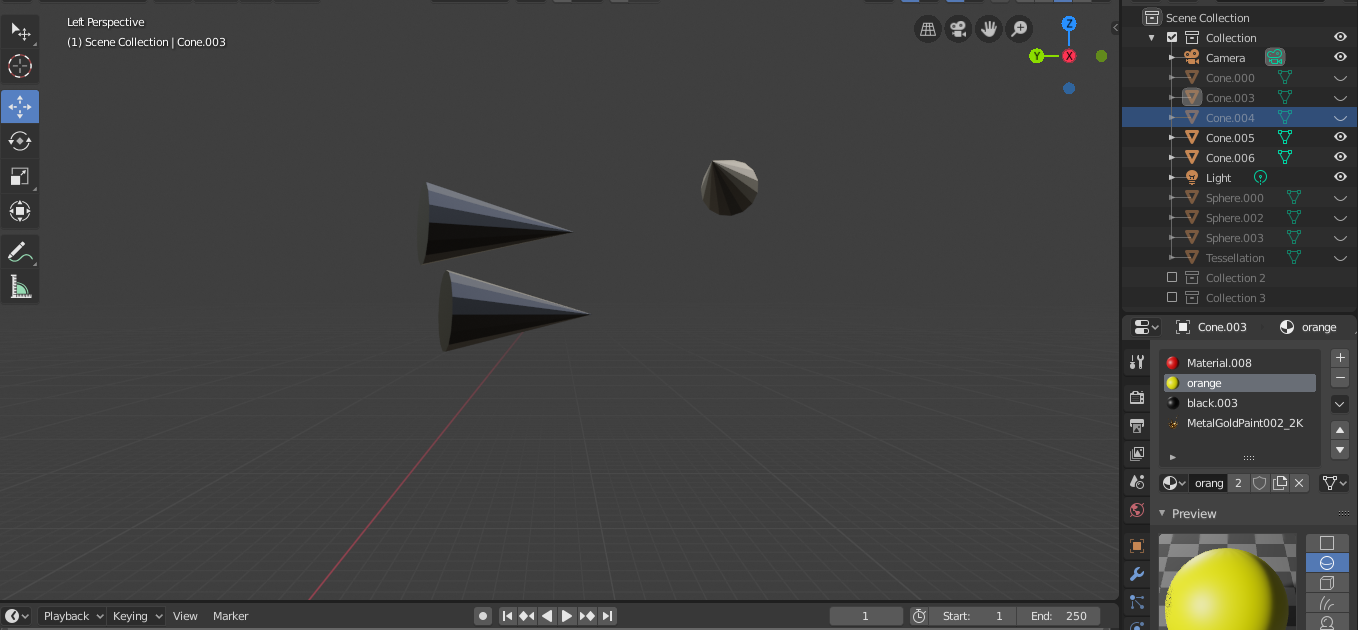 Left Perspective
(1) Scene Collection | Cone.003
Z
Y
X
Scene Collection
Collection
Camera
Cone.000
Cone.003
Cone.004
Cone.005
Cone.006
Light
Sphere.000
Sphere.002
Sphere.003
Tessellation
Collection 2
Collection 3
Cone.003 orange
Material.008
orange
black.003
MetalGoldPaint002_2K
orang 2
Preview
Playback Keying View Marker 1 Start: 1 End: 250